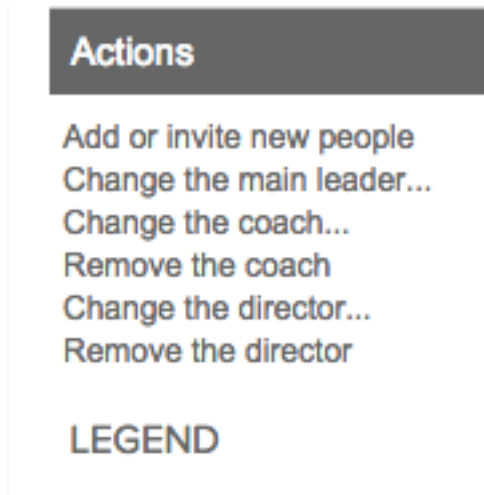 Actions
Add or invite new people
Change the main leader...
Change the coach...
Remove the coach
Change the director...
Remove the director
LEGEND